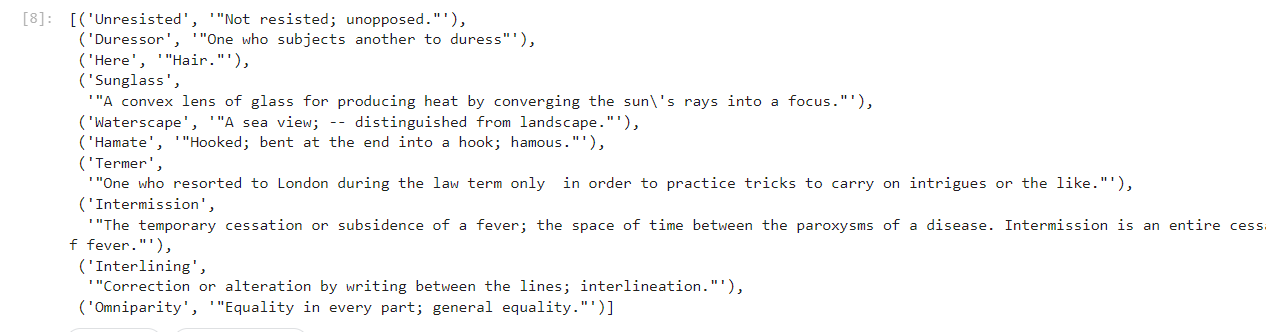 [8]: [('Unresisted', '"Not resisted; unopposed."'),
('Duressor', '"One who subjects another to duress"'),
('Here', '"Hair."'),
('Sunglass',
'"A convex lens of glass for producing heat by converging the sun\'s rays into a focus."'),
('Waterscape', '"A sea view; -- distinguished from landscape."'),
('Hamate', '"Hooked; bent at the end into a hook; hamous."'),
('Termer',
'"One who resorted to London during the law term only  in order to practice tricks to carry on intrigues or the like."'),
('Intermission',
'"The temporary cessation or subsidence of a fever; the space of time between the paroxysms of a disease. Intermission is an entire cess
f fever."'),
('Interlining',
'"Correction or alteration by writing between the lines; interlineation."'),
('Omniparity', '"Equality in every part; general equality."')]